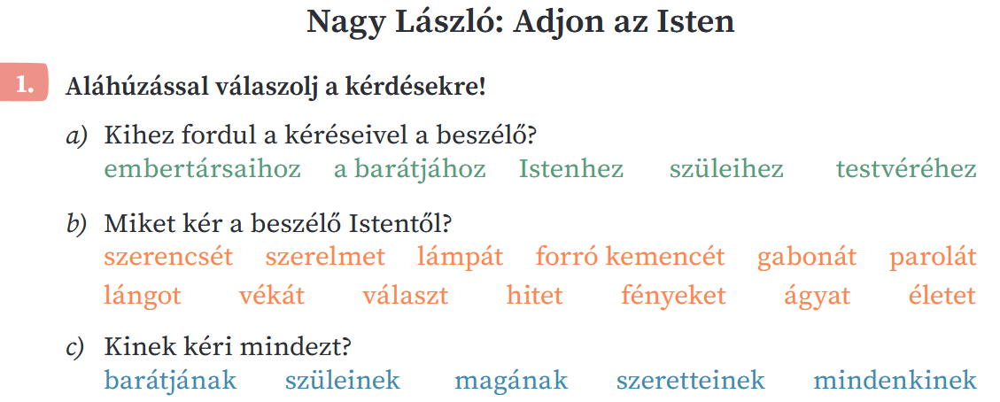 Nagy László: Adjon az Isten
1. Aláhúzással válaszolj a kérdésekre!
a) Kihez fordul a kéréseivel a beszélő?
embertársaihoz a barátjához Istenhez szüleihez testvéréhez
b) Miket kér a beszélő Istentől?
szerencsét szerelmet lámpát forró kemencét gabonát parolát
lángot vékát választ hitet fényeket ágyat életet
c) Kinek kéri mindezt?
barátjának szüleinek magának szeretteinek mindenkinek